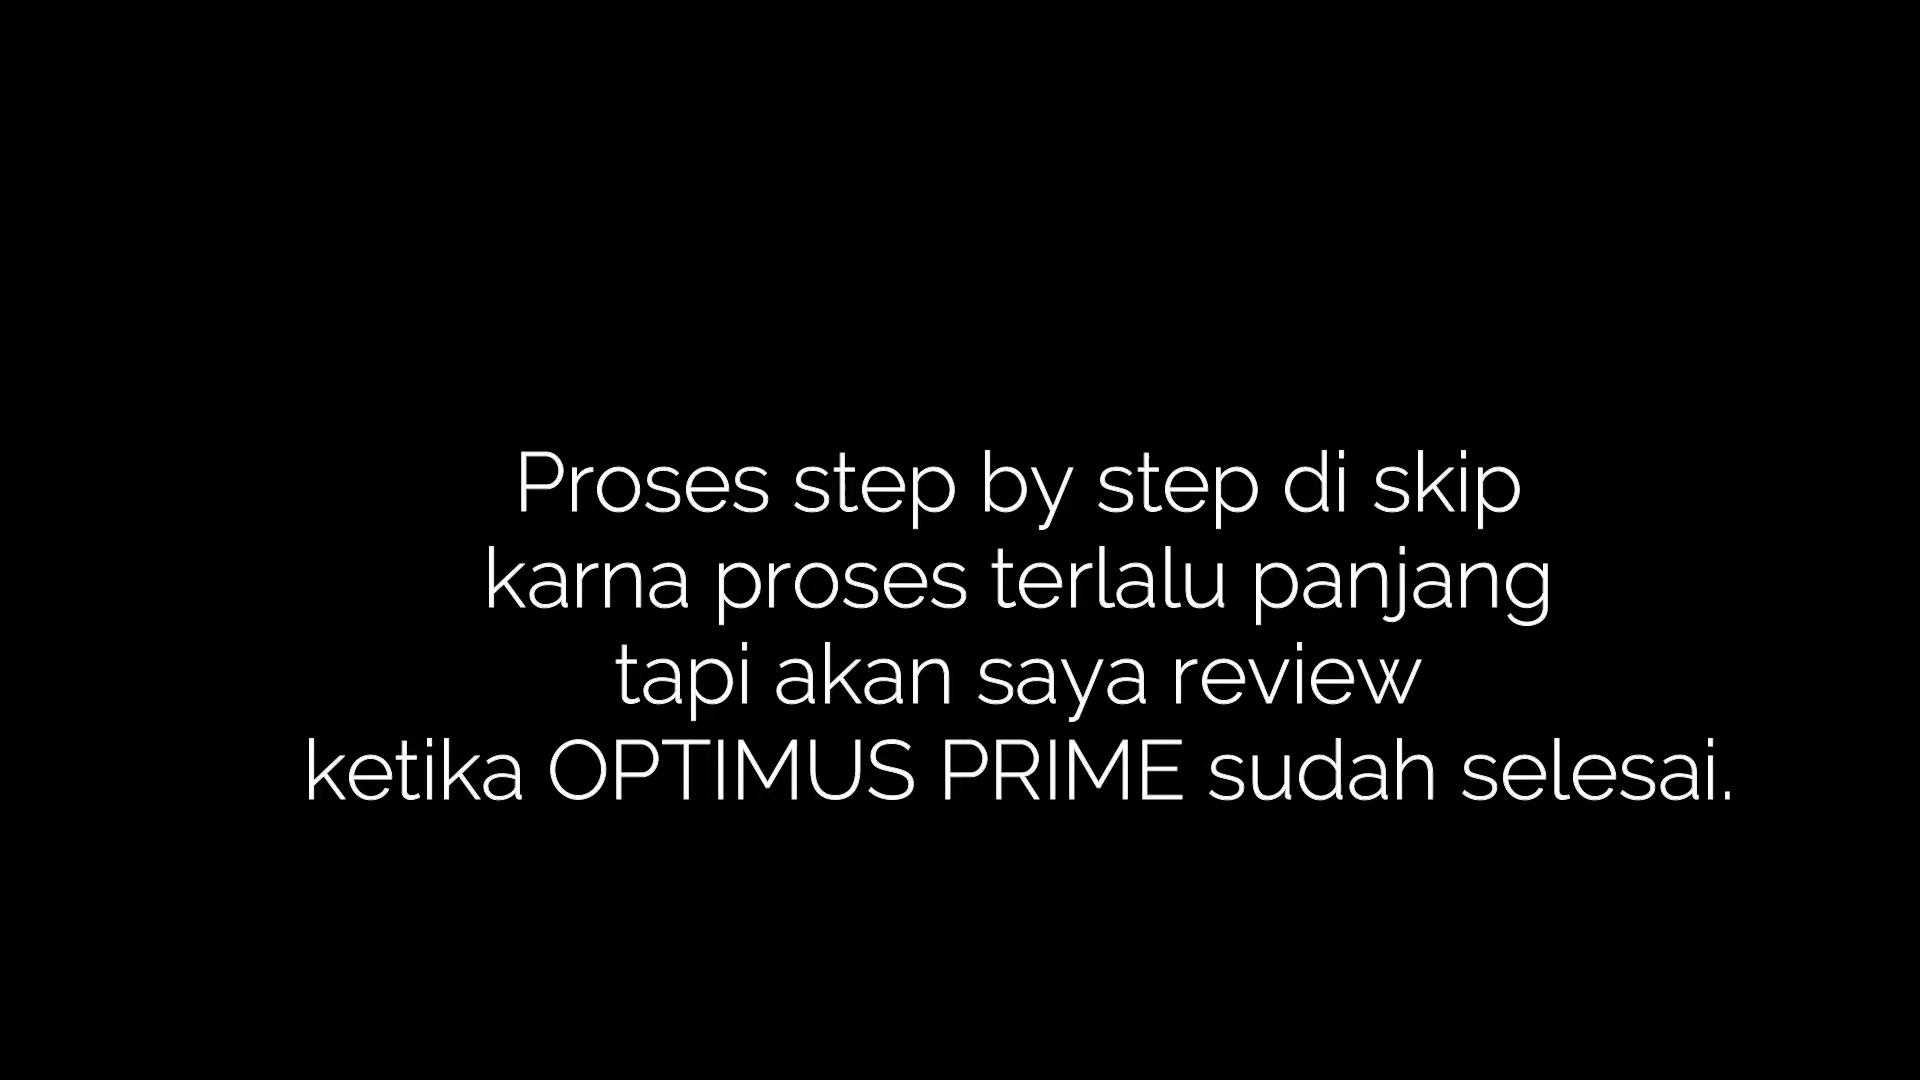 Proses step by step di skip
karna proses terlalu panjang
tapi akan saya review
ketika OPTIMUS PRIME sudah selesai.